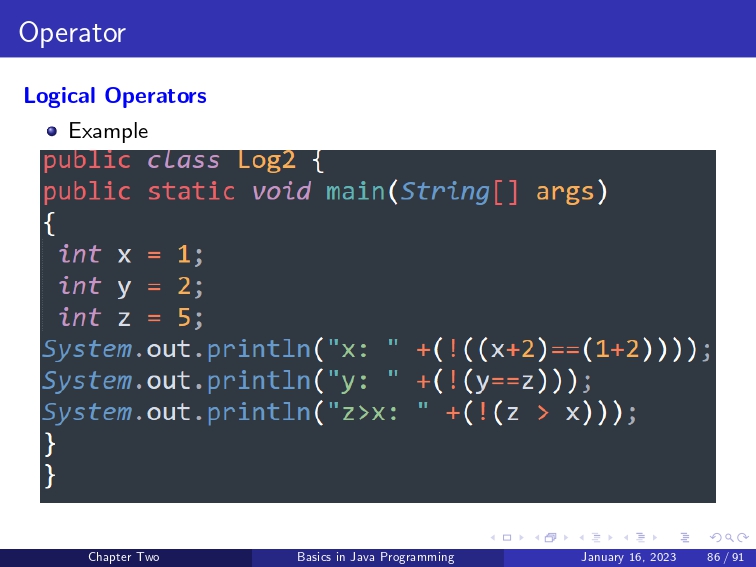 Operator
Logical Operators
Example
public class Log2 {
public static void main(String[] args)
{
int x = 1;
int y = 2;
int z = 5;
System.out.println("x: " +(!((x+2)==(1+2))));
System.out.println("y: " +(!(y==z)));
System.out.println("z>x: " +(!(z > x)));
}
}
Chapter Two Basics in Java Programming January 16, 2023 86 / 91